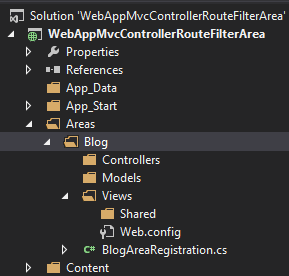 Solution 'WebAppMvcControllerRouteFilterArea'
WebAppMvcControllerRouteFilterArea
Properties
References
App_Data
App_Start
Areas
Blog
Controllers
Models
Views
Shared
Web.config
C# BlogAreaRegistration.cs
Content